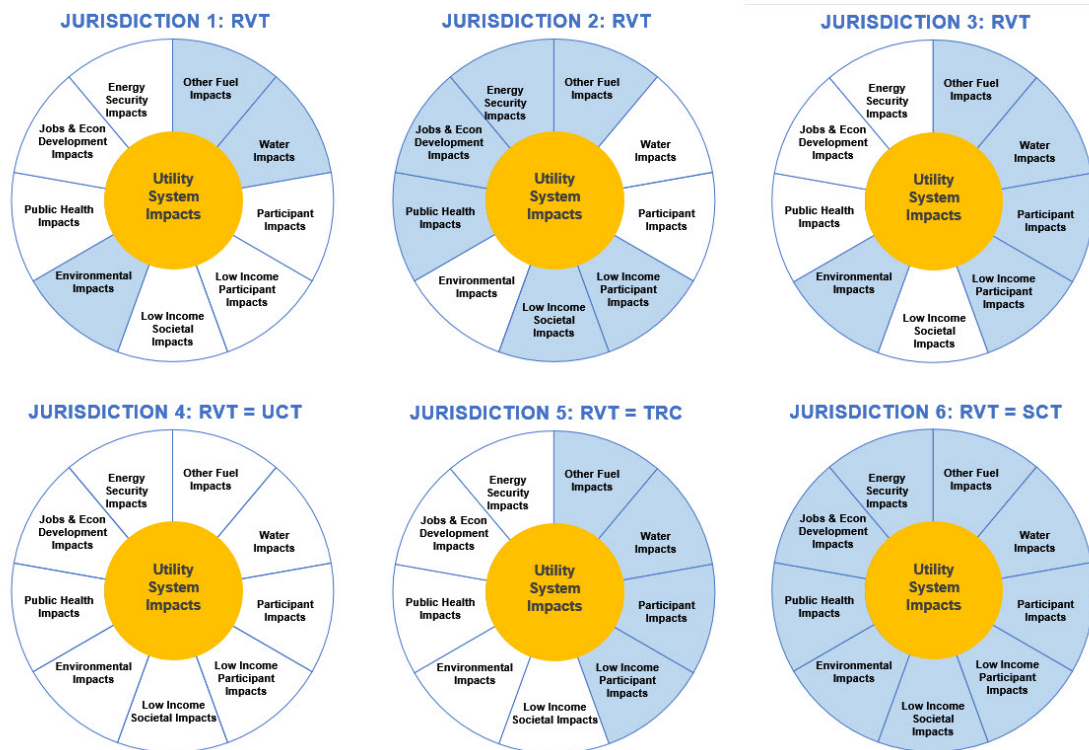 JURISDICTION 1: RVT
Energy
Security
Impacts
Other Fuel
Impacts
Jobs & Econ
Development
Impacts
Water
Impacts
Utility
System
Impacts
Public Health
Impacts
Participant
Impacts
Environmental
Impacts
Low Income
Participant
Impacts
Low Income
Societal
Impacts
JURISDICTION 2: RVT
Energy
Security
Impacts
Other Fuel
Impacts
Jobs & Econ
Development
Impacts
Water
Impacts
Utility
System
Impacts
Public Health
Impacts
Participant
Impacts
Environmental
Impacts
Low Income
Participant
Impacts
Low Income
Societal
Impacts
JURISDICTION 3: RVT
Energy
Security
Impacts
Other Fuel
Impacts
Jobs & Econ
Development
Impacts
Water
Impacts
Utility
System
Impacts
Public Health
Impacts
Participant
Impacts
Environmental
Impacts
Low Income
Participant
Impacts
Low Income
Societal
Impacts
JURISDICTION 4: RVT = UCT
Energy
Security
Impacts
Other Fuel
Impacts
Jobs & Econ
Development
Impacts
Water
Impacts
Utility
System
Impacts
Public Health
Impacts
Participant
Impacts
Environmental
Impacts
Low Income
Participant
Impacts
Low Income
Societal Impacts
JURISDICTION 5: RVT = TRC
Energy
Security
Impacts
Other Fuel
Impacts
Jobs & Econ
Development
Impacts
Water
Impacts
Utility
System
Impacts
Public Health
Impacts
Participant
Impacts
Environmental
Impacts
Low Income
Participant
Impacts
Low Income
Societal Impacts
JURISDICTION 6: RVT = SCT
Energy
Security
Impacts
Other Fuel
Impacts
Jobs & Econ
Development
Impacts
Water
Impacts
Utility
System
Impacts
Public Health
Impacts
Participant
Impacts
Environmental
Impacts
Low Income
Participant
Impacts
Low Income
Societal
Impacts